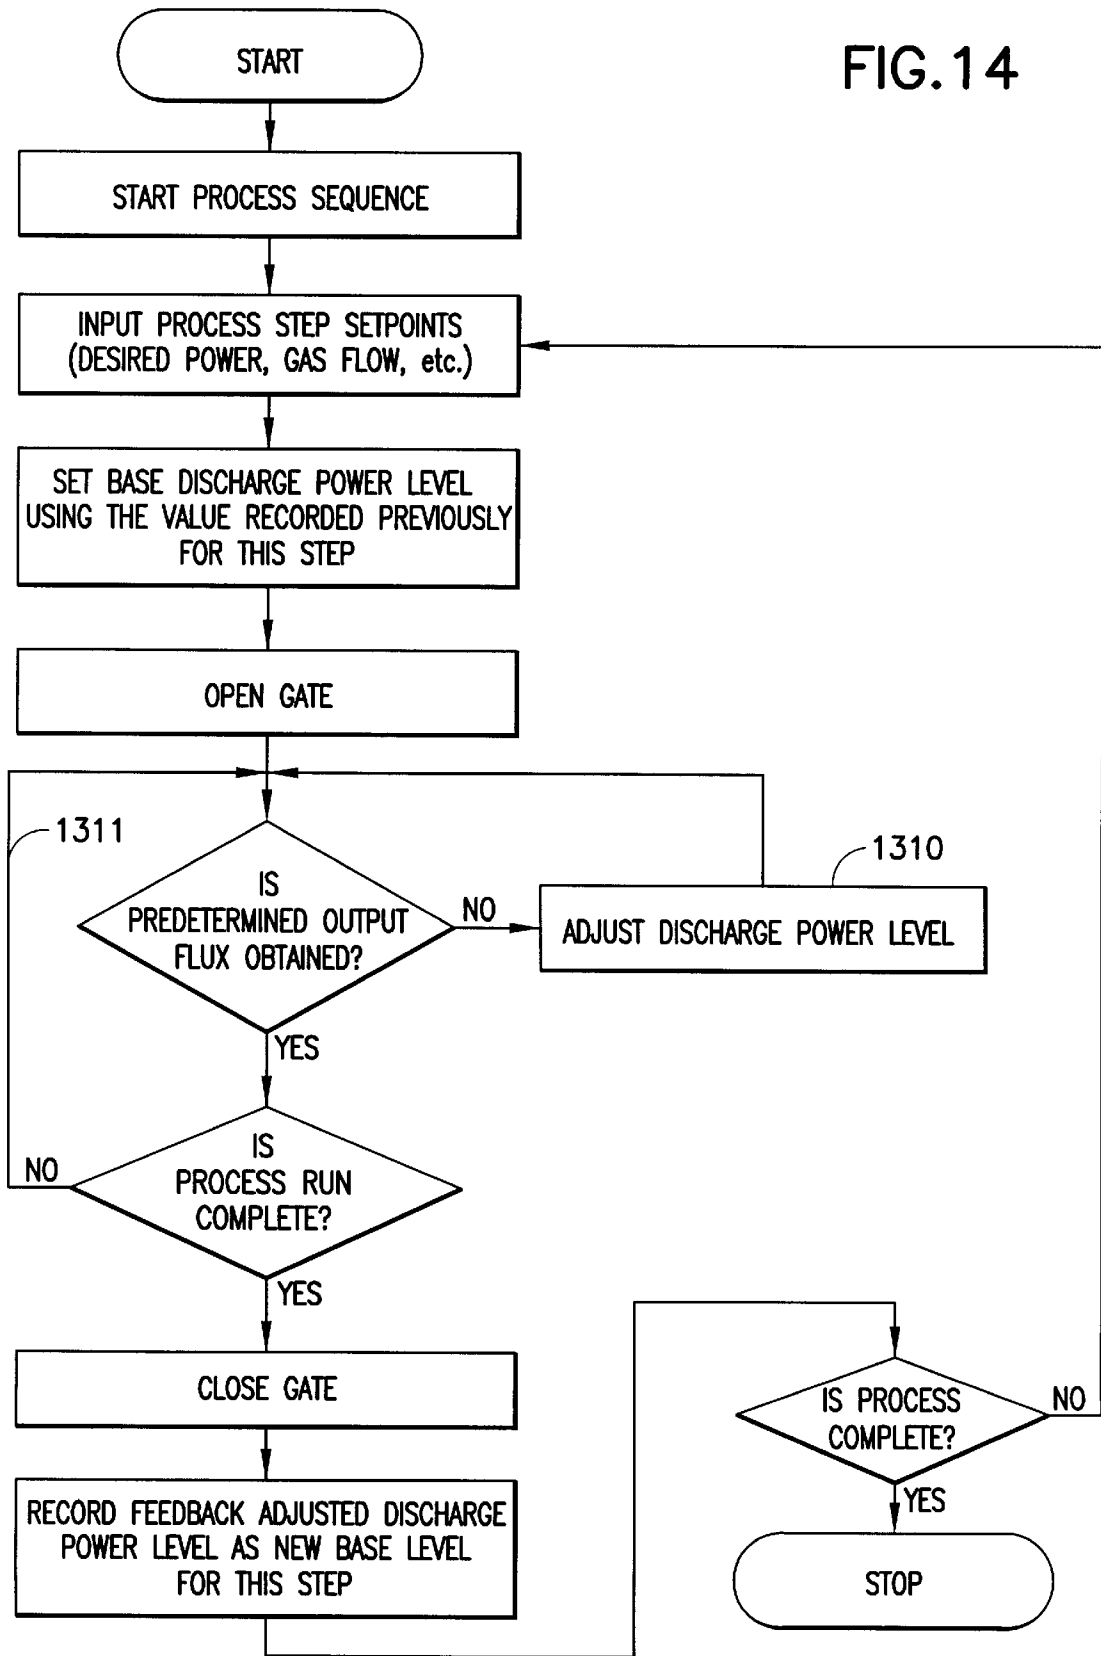 START
FIG.14
START PROCESS SEQUENCE
INPUT PROCESS STEP SETPOINTS
(DESIRED POWER, GAS FLOW, etc.)
SET BASE DISCHARGE POWER LEVEL
USING THE VALUE RECORDED PREVIOUSLY
FOR THIS STEP
OPEN GATE
1311
IS
PREDETERMINED OUTPUT
FLUX OBTAINED?
NO
1310
ADJUST DISCHARGE POWER LEVEL
YES
IS
PROCESS RUN
COMPLETE?
NO
YES
CLOSE GATE
RECORD FEEDBACK ADJUSTED DISCHARGE
POWER LEVEL AS NEW BASE LEVEL
FOR THIS STEP
IS PROCESS
COMPLETE?
NO
YES
STOP